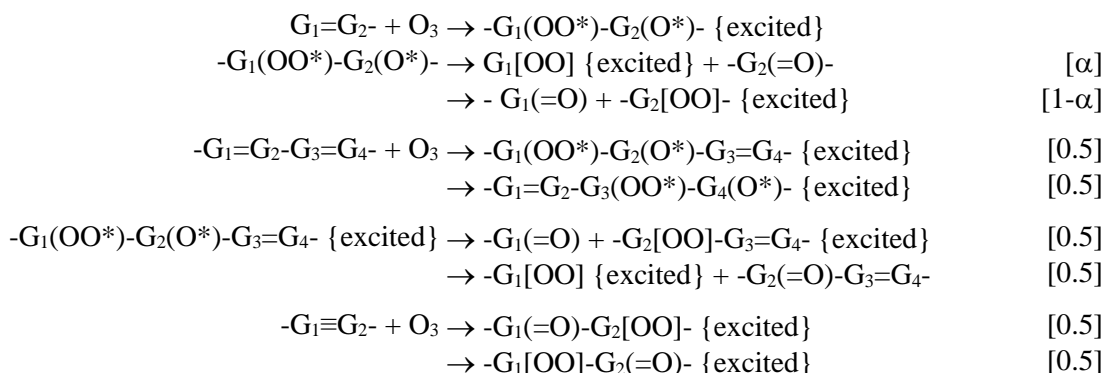 G₁=G₂- + O₃ → -G₁(OO*)-G₂(O*)- {excited}
-G₁(OO*)-G₂(O*)- → G₁[OO] {excited} + -G₂(=O)- [α]
→ - G₁(=O) + -G₂[OO]- {excited} [1-α]
-G₁=G₂-G₃=G₄- + O₃ → -G₁(OO*)-G₂(O*)-G₃=G₄- {excited} [0.5]
→ -G₁=G₂-G₃(OO*)-G₄(O*)- {excited} [0.5]
-G₁(OO*)-G₂(O*)-G₃=G₄- {excited} → -G₁(=O) + -G₂[OO]-G₃=G₄- {excited} [0.5]
→ -G₁[OO] {excited} + -G₂(=O)-G₃=G₄- [0.5]
-G₁≡G₂- + O₃ → -G₁(=O)-G₂[OO]- {excited} [0.5]
→ -G₁[OO]-G₂(=O)- {excited} [0.5]